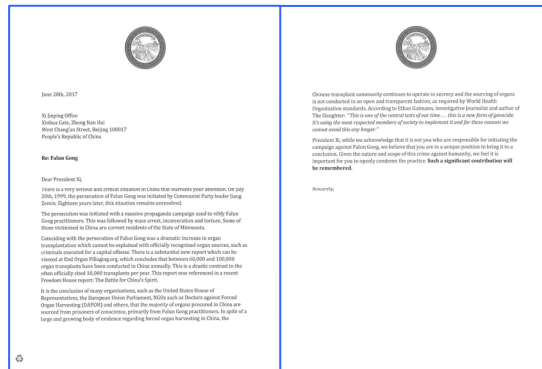 June 28th, 2017
Xi Jinping Office
Xinhua Gate, Zhong Nan Hai
West Chang'an Street, Beijing 100017
People's Republic of China
Re: Falun Gong
Dear President Xi,
There is a very serious and critical situation in China that warrants your attention. On July
20th, 1999, the persecution of Falun Gong was initiated by Communist Party leader Jiang
Zemin. Eighteen years later, this situation remains unresolved.
The persecution was initiated with a massive propaganda campaign used to vilify Falun
Gong practitioners. This was followed by mass arrest, incarceration and torture. Some of
those victimized in China are current residents of the State of Minnesota.
Coinciding with the persecution of Falun Gong was a dramatic increase in organ
transplantation which cannot be explained with officially recognized organ sources, such as
criminals executed for a capital offense. There is a substantial new report which can be
viewed at End Organ Pillaging.org, which concludes that between 60,000 and 100,000
organ transplants have been conducted in China annually. This is a drastic contrast to the
often officially cited 10,000 transplants per year. This report was referenced in a recent
Freedom House report: The Battle for China's Spirit.
It is the conclusion of many organizations, such as the United States House of
Representatives, the European Union Parliament, NGOs such as Doctors against Forced
Organ Harvesting (DAFOH) and others, that the majority of organs procured in China are
sourced from prisoners of conscience, primarily from Falun Gong practitioners. In spite of a
large and growing body of evidence regarding forced organ harvesting in China, the
Chinese transplant community continues to operate in secrecy and the sourcing of organs
is not conducted in an open and transparent fashion, as required by World Health
Organization standards. According to Ethan Gutmann, investigative journalist and author of
The Slaughter: "This is one of the central tests of our time . . . this is a new form of genocide.
It's using the most respected members of society to implement it and for these reasons we
cannot avoid this any longer."
President Xi, while we acknowledge that it is not you who are responsible for initiating the
campaign against Falun Gong, we believe that you are in a unique position to bring it to a
conclusion. Given the nature and scope of this crime against humanity, we feel it is
important for you to openly condemn the practice. Such a significant contribution will
be remembered.
Sincerely,